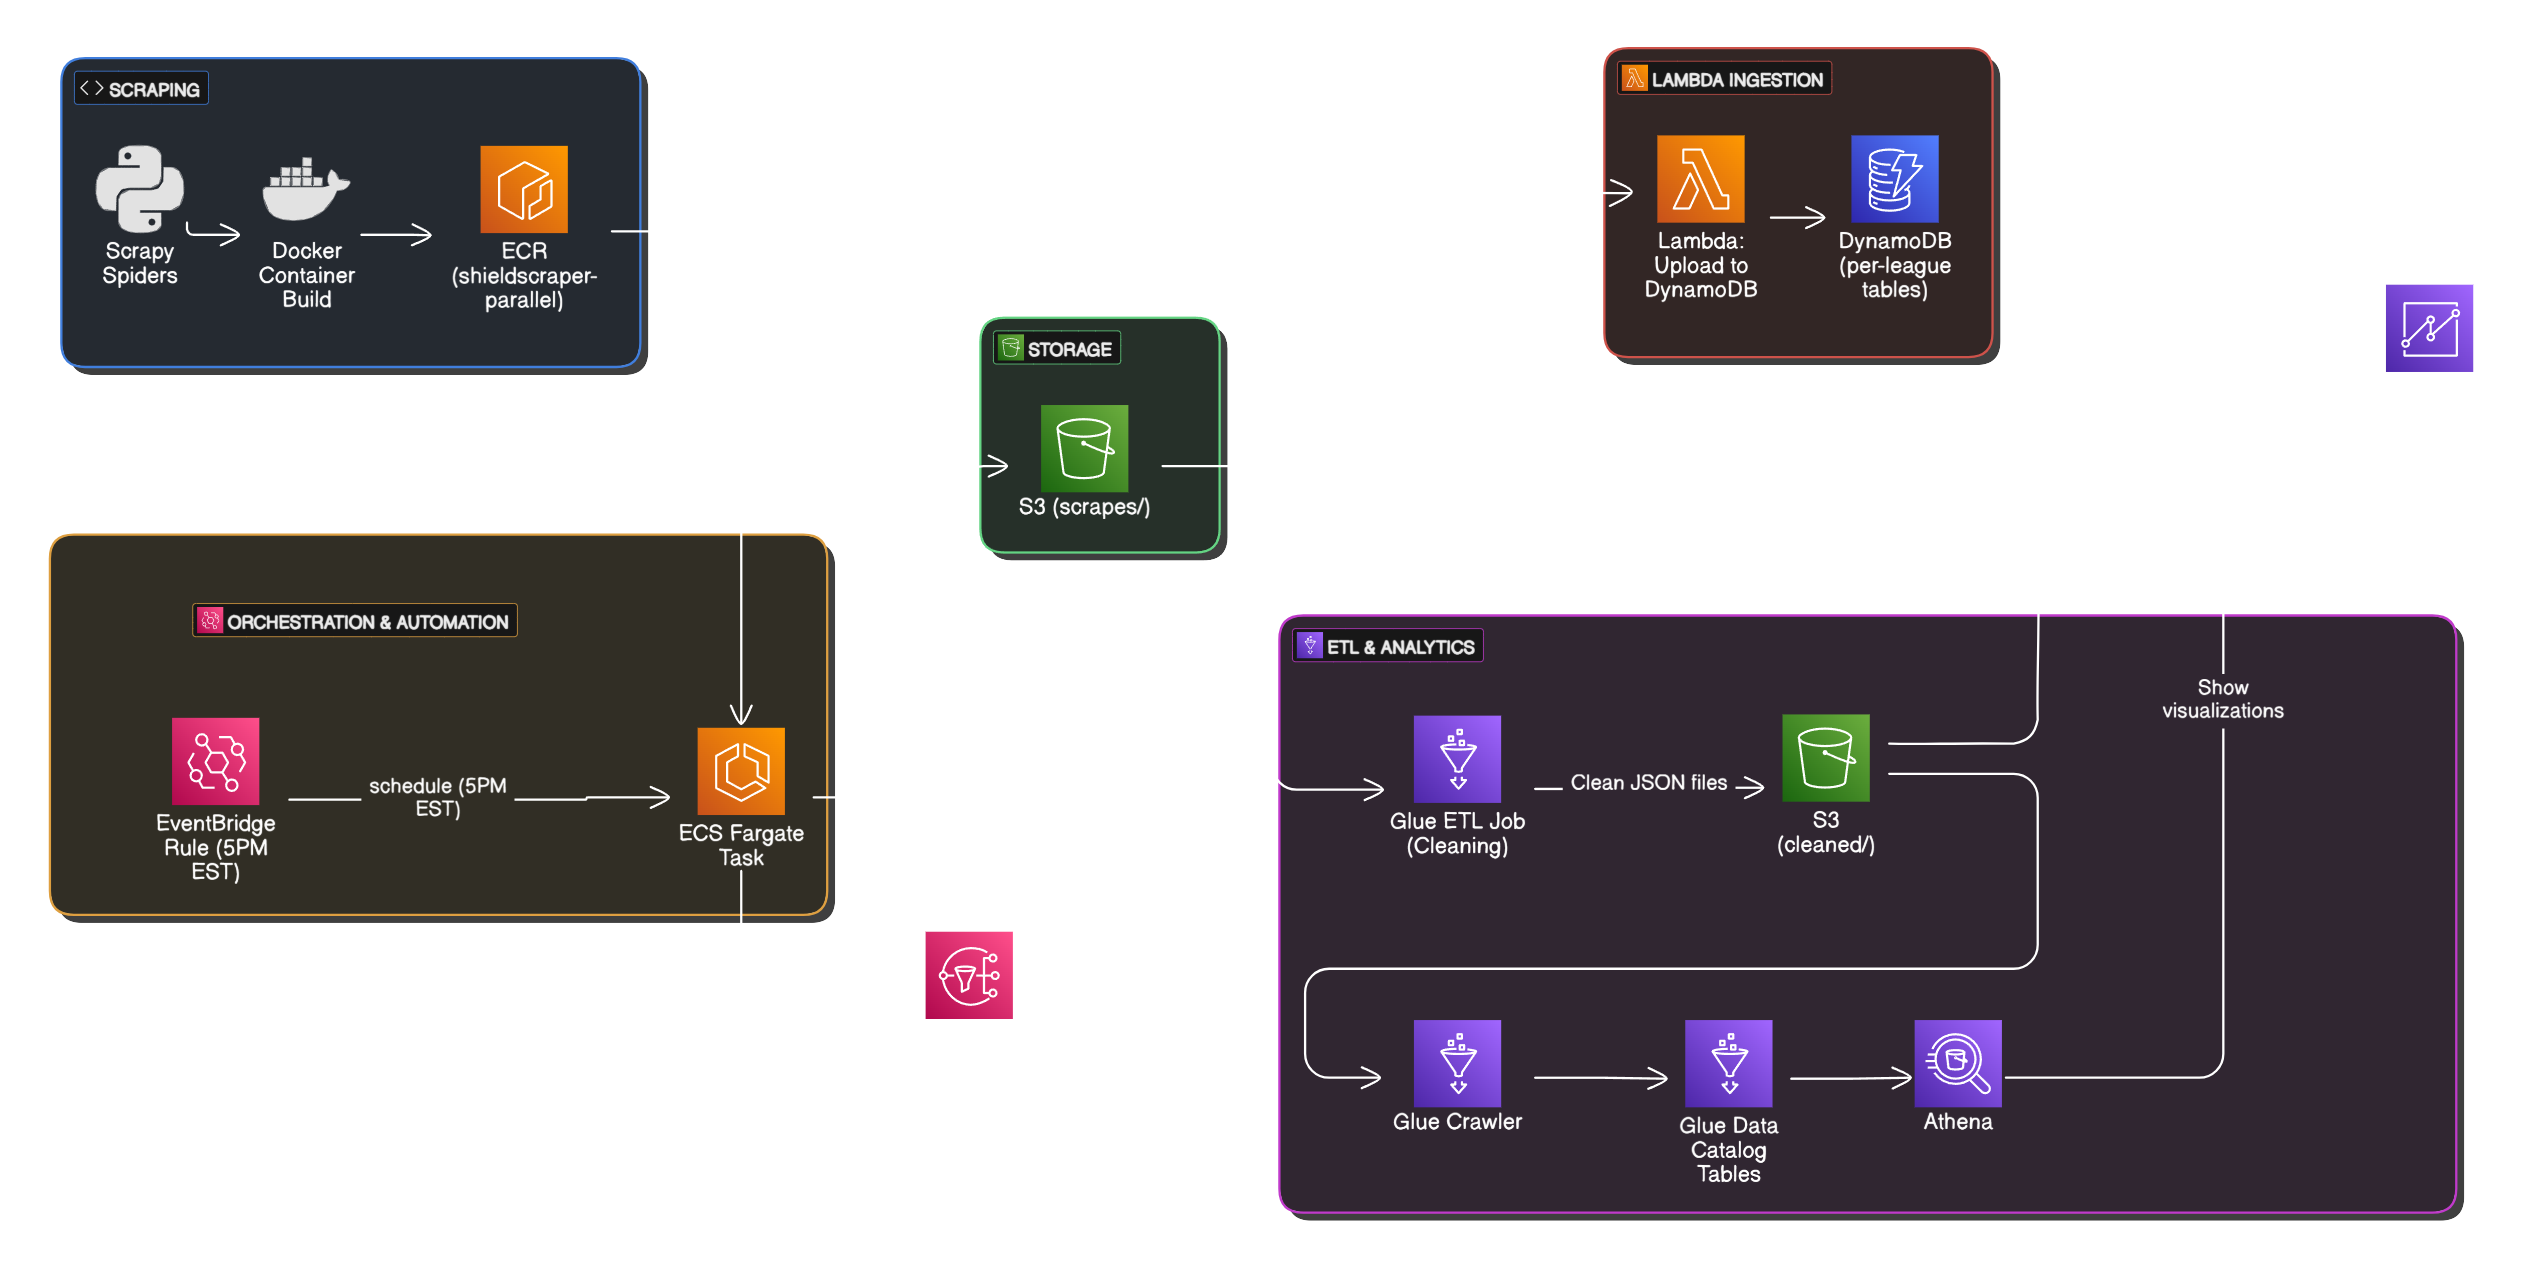 SCRAPING
Scrapy
Spiders
Docker
Container
Build
ECR
(shieldscraper-
parallel)
LAMBDA INGESTION
Lambda:
Upload to
DynamoDB
DynamoDB
(per-league
tables)
STORAGE
S3 (scrapes/)
ORCHESTRATION & AUTOMATION
EventBridge
Rule (5PM
EST)
schedule (5PM
EST)
ECS Fargate
Task
ETL & ANALYTICS
Glue ETL Job
(Cleaning)
Clean JSON files
S3
(cleaned/)
Show
visualizations
Glue Crawler
Glue Data
Catalog
Tables
Athena